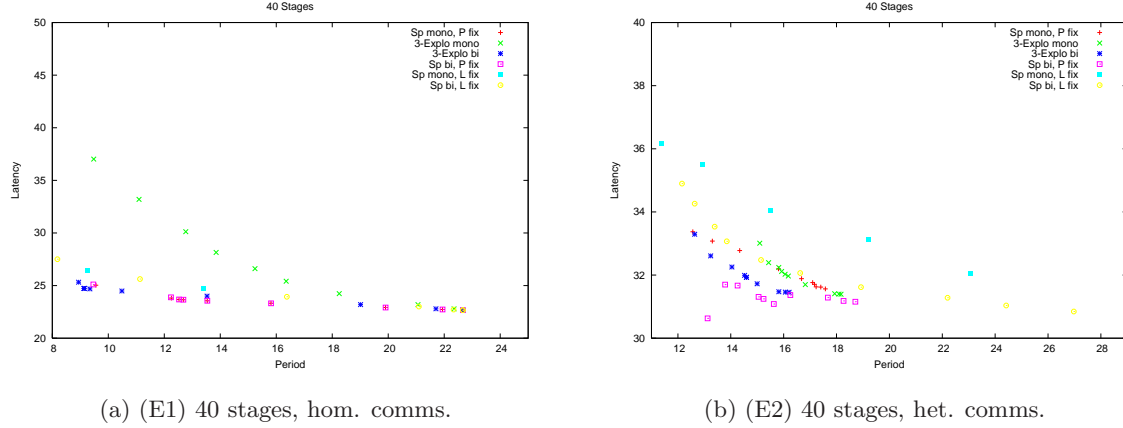 40 Stages
50
45
40
35
30
25
20
8
10
12
14
16
18
20
22
24
Latency
Period
Sp mono, P fix
3-Explo mono
3-Explo bi
Sp bi, P fix
Sp mono, L fix
Sp bi, L fix
(a) (E1) 40 stages, hom. comms.
40 Stages
40
38
36
34
32
30
12
14
16
18
20
22
24
26
28
Latency
Period
Sp mono, P fix
3-Explo mono
3-Explo bi
Sp bi, P fix
Sp mono, L fix
Sp bi, L fix
(b) (E2) 40 stages, het. comms.